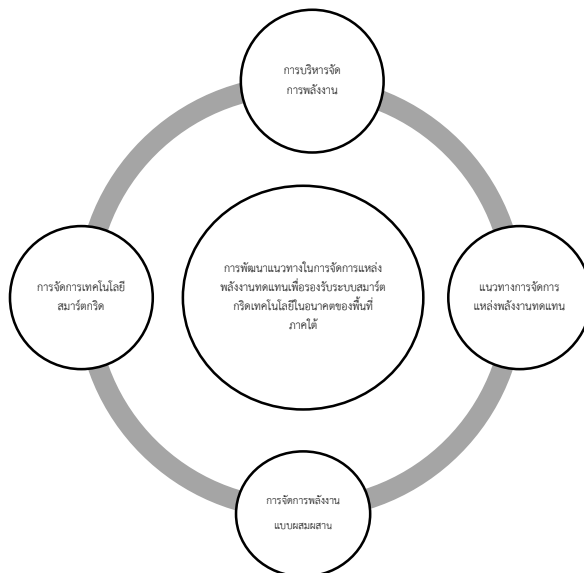 การบริหารจัด
การพลังงาน
การจัดการเทคโนโลยี
สมาร์ตกริด
การพัฒนาแนวทางในการจัดการแหล่ง
พลังงานทดแทนเพื่อรองรับระบบสมาร์ต
กริดเทคโนโลยีในอนาคตของพื้นที่
ภาคใต้
แนวทางการจัดการ
แหล่งพลังงานทดแทน
การจัดการพลังงาน
แบบผสมผสาน